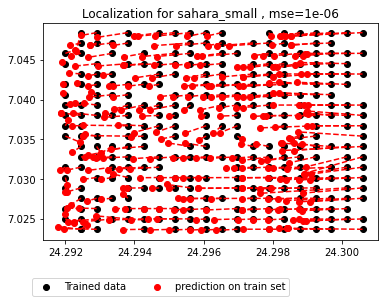 Localization for sahara_small , mse=1e-06
7.045
7.040
7.035
7.030
7.025
24.292 24.294 24.296 24.298 24.300
Trained data prediction on train set